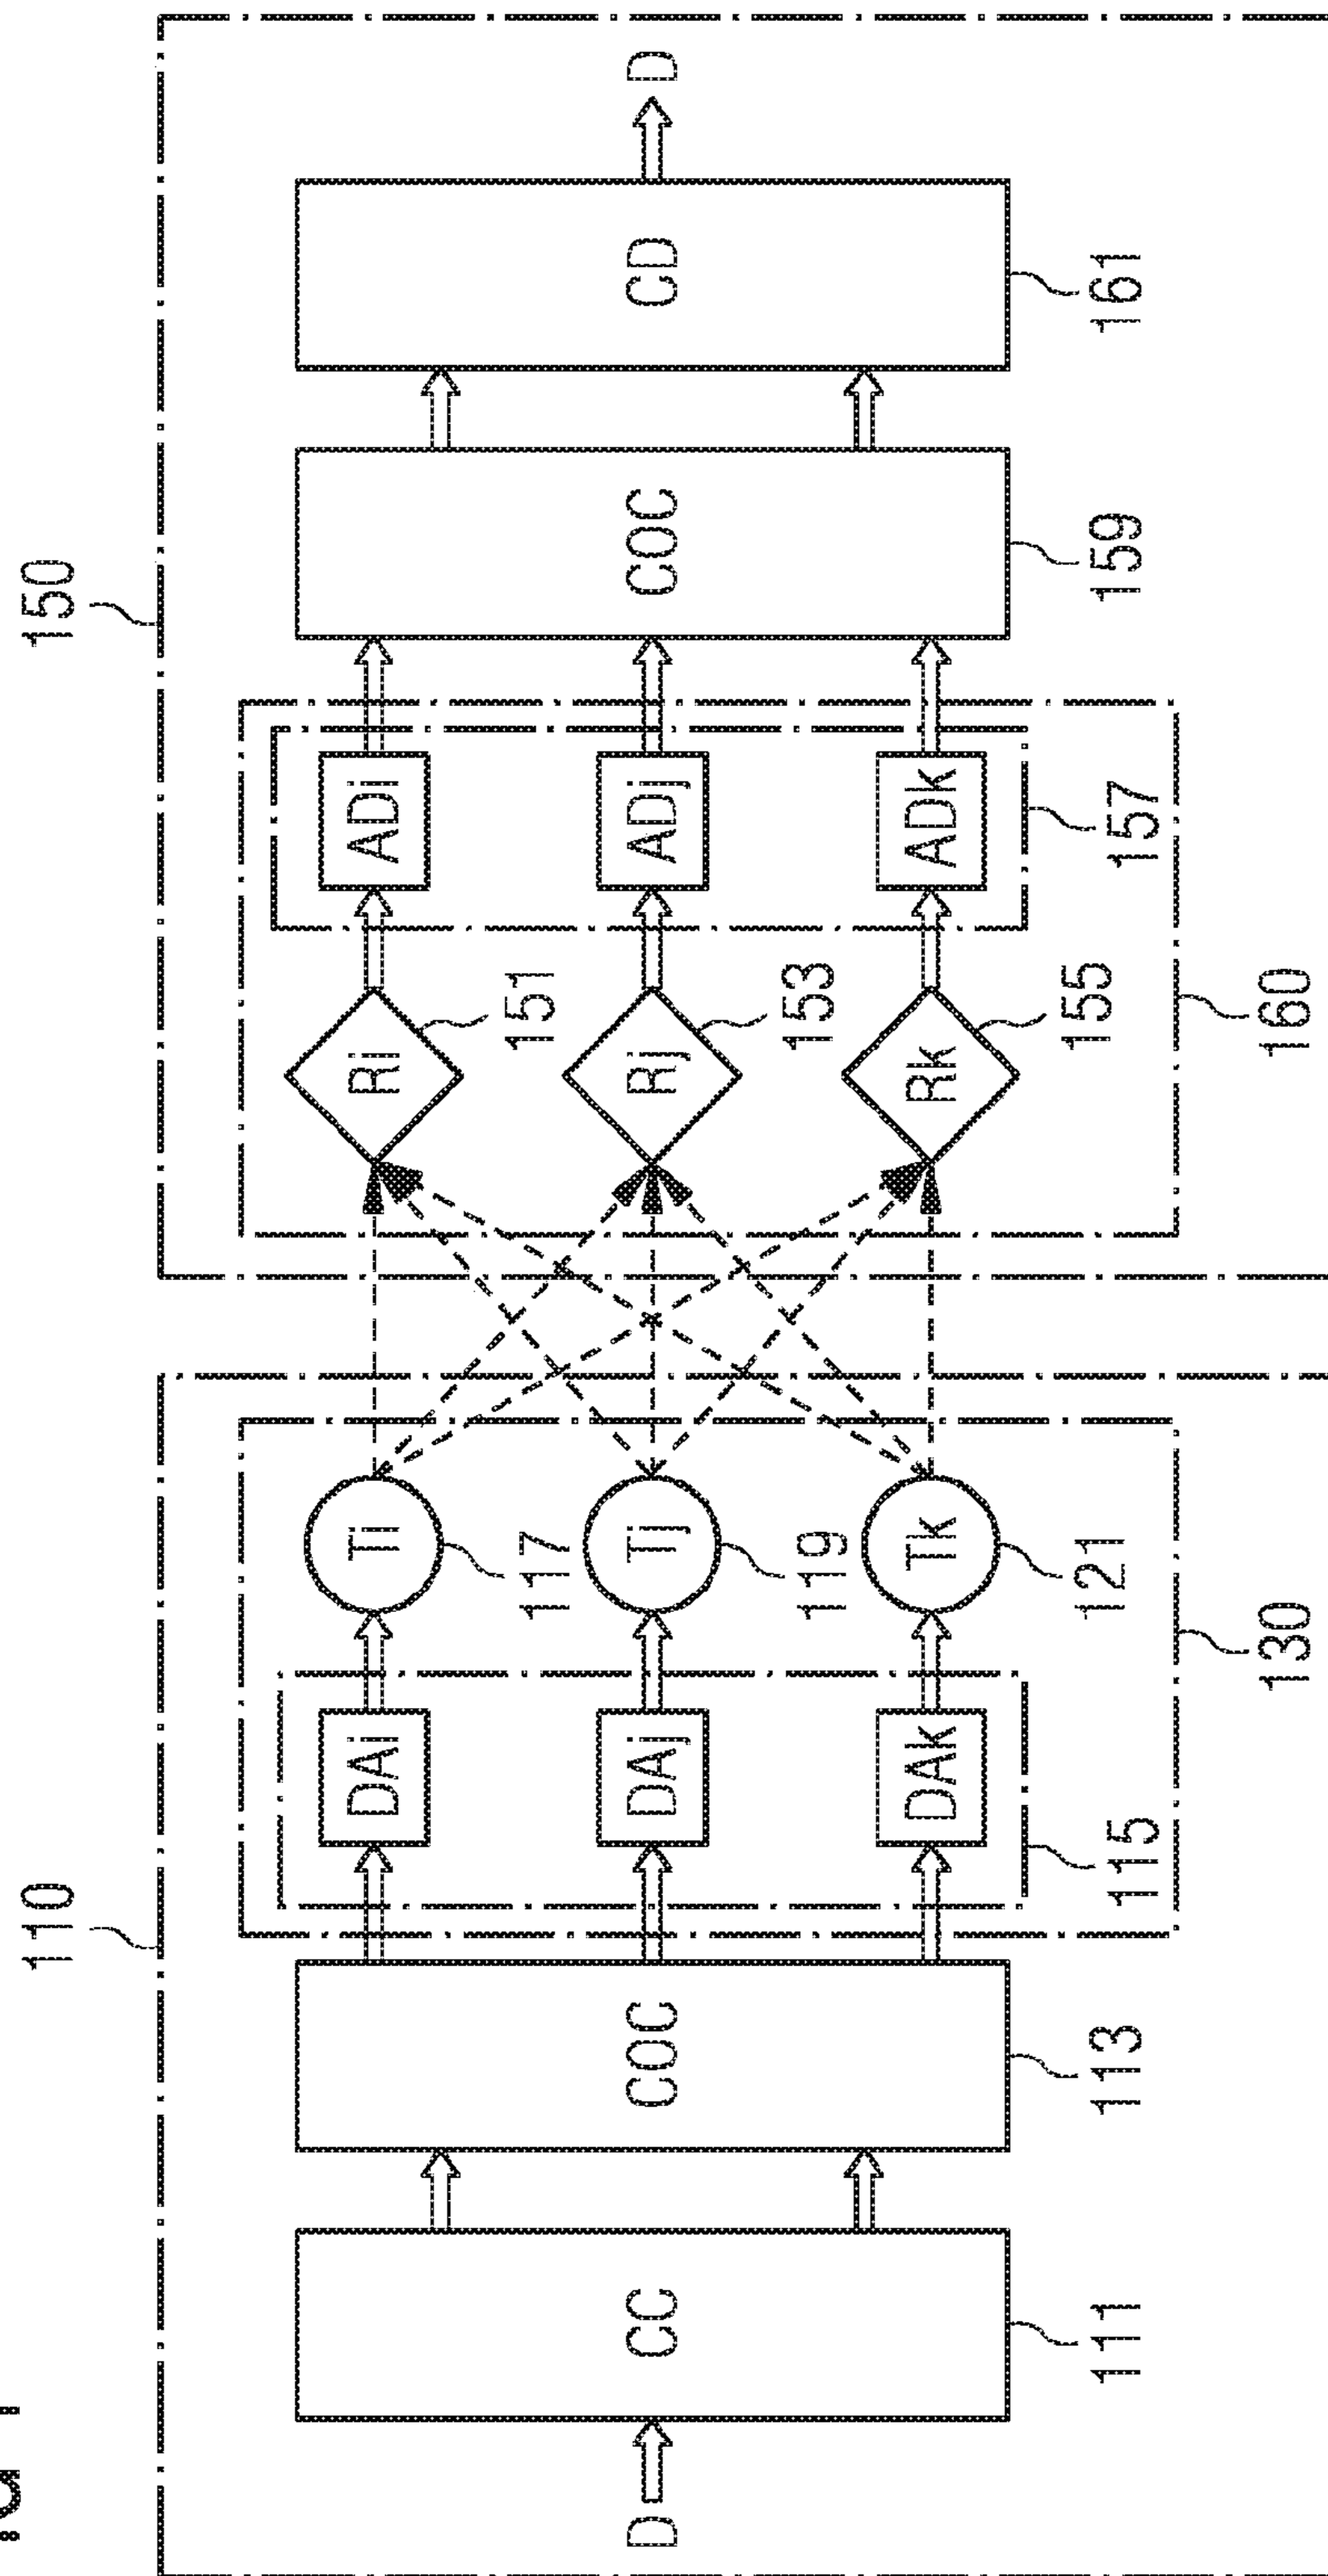 110
150
D
CC
111
COC
113
DAi
DAj
DAk
115
Ti
117
Tj
119
Tk
121
130
Ri
151
Rj
153
Rk
155
ADi
ADj
ADk
157
160
COC
159
CD
161
D